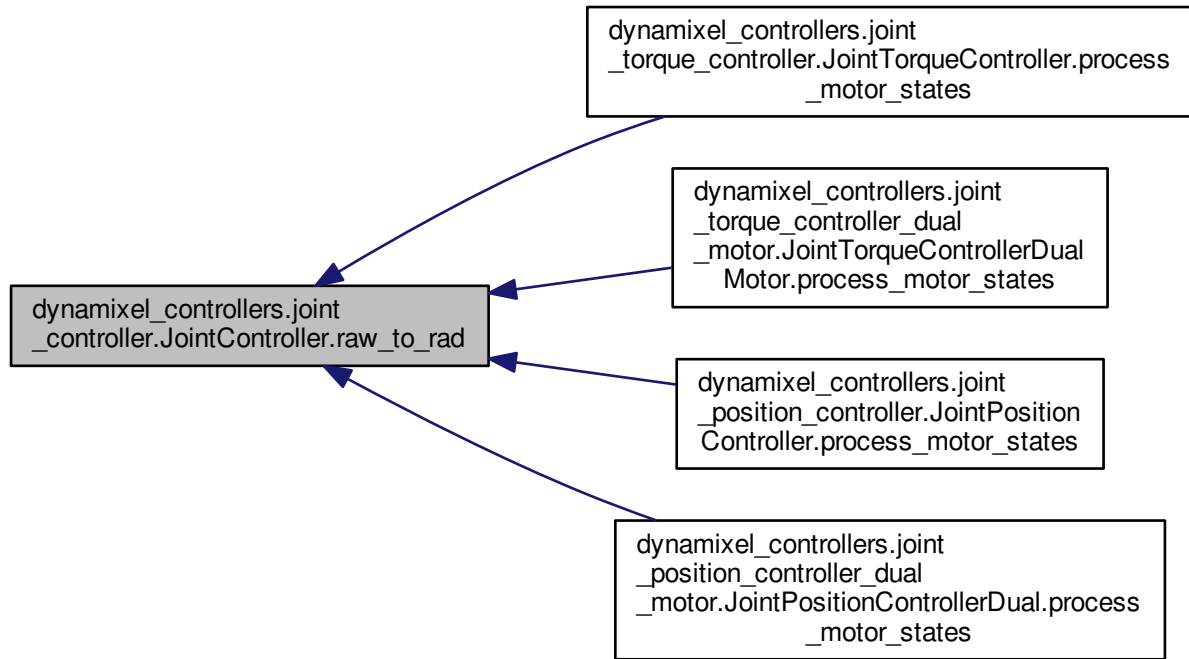 dynamixel_controllers.joint
_torque_controller.JointTorqueController.process
_motor_states
dynamixel_controllers.joint
_torque_controller_dual
_motor.JointTorqueControllerDual
Motor.process_motor_states
dynamixel_controllers.joint
_controller.JointController.raw_to_rad
dynamixel_controllers.joint
_position_controller.JointPosition
Controller.process_motor_states
dynamixel_controllers.joint
_position_controller_dual
_motor.JointPositionControllerDual.process
_motor_states